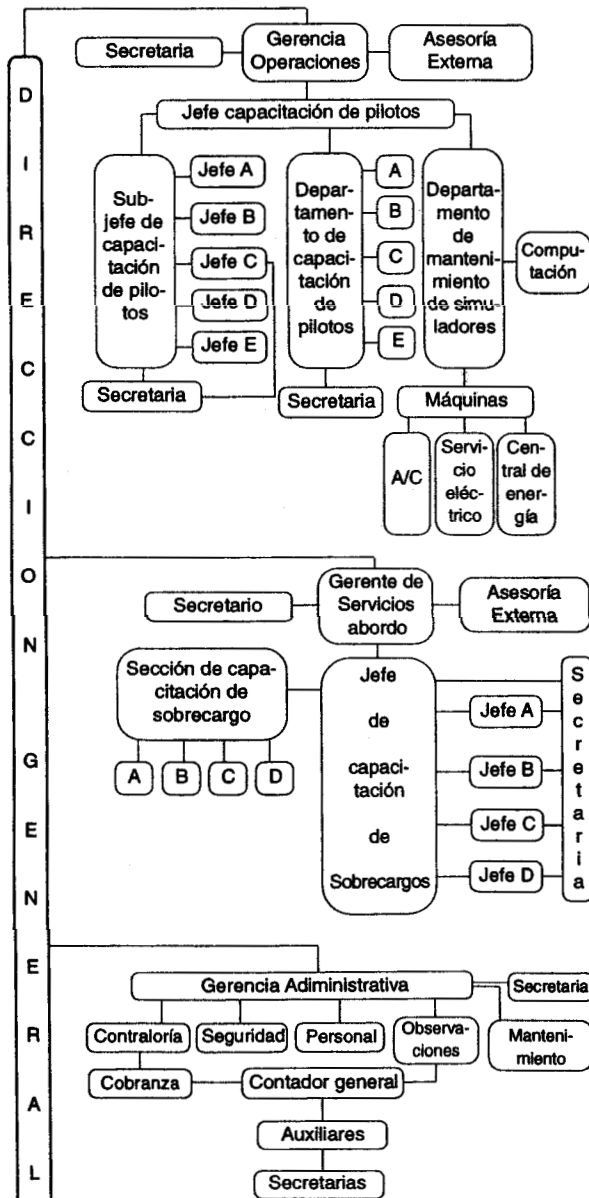 DIRECCION GENERAL
Secretaria
Gerencia
Operaciones
Asesoría
Externa
Jefe capacitación de pilotos
Sub-
jefe de
capaci-
tación
de pilo-
tos
Jefe A
Jefe B
Jefe C
Jefe D
Jefe E
Secretaria
Depar-
tamen-
to de
capaci-
tación
de
pilotos
A
B
C
D
E
Secretaria
Departa-
mento
de
manteni-
miento
de simu-
ladores
Compu-
tación
Máquinas
A/C
Servi-
cio
eléc-
trico
Cen-
tral de
ener-
gía
Secretario
Gerente de
Servicios
abordo
Asesoría
Externa
Sección de capa-
citación de
sobrecargo
A
B
C
D
Jefe
de
capaci-
tación
de
Sobrecargos
Jefe A
Jefe B
Jefe C
Jefe D
Secretaria
Gerencia Adiministrativa
Secretaria
Contraloría
Seguridad
Personal
Observa-
ciones
Manteni-
miento
Cobranza
Contador general
Auxiliares
Secretarias